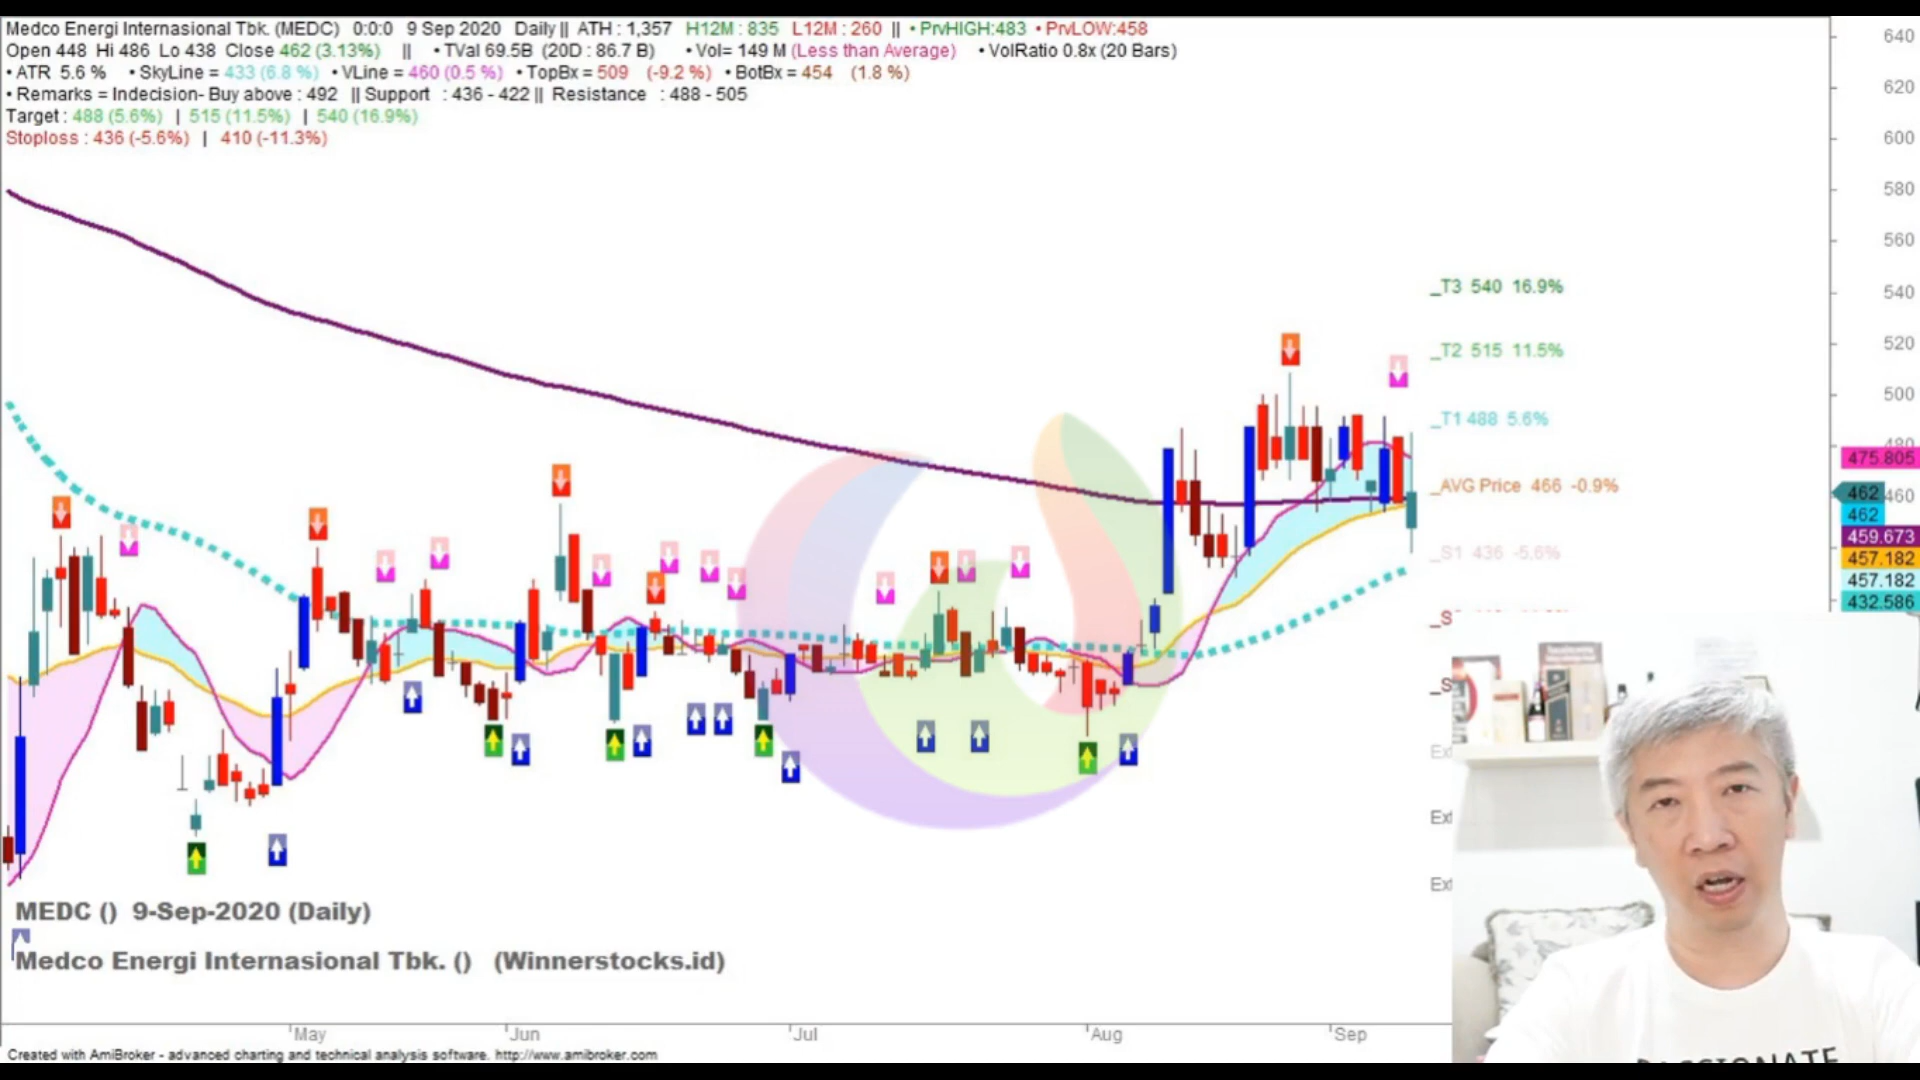 Medco Energi Internasional Tbk. (MEDC) 0:0:0 9 Sep 2020 Daily || ATH : 1,357 H12M : 835 L12M : 260 || • PrvHIGH:483 • PrvLOW:458
Open 448 Hi 486 Lo 438 Close 462 (3.13%) || • TVal 69.5B (20D : 86.7 B) • Vol= 149 M (Less than Average) • VolRatio 0.8x (20 Bars)
• ATR 5.6 % • SkyLine = 433 (6.8 %) • VLine = 460 (0.5 %) • TopBx = 509 (-9.2 %) • BotBx = 454 (1.8 %)
• Remarks = Indecision- Buy above : 492 || Support : 436 - 422 || Resistance : 488 - 505
Target : 488 (5.6%) | 515 (11.5%) | 540 (16.9%)
Stoploss : 436 (-5.6%) | 410 (-11.3%)
640
620
600
580
560
540
520
500
480
475.805
462
460
462
459.673
457.182
457.182
432.586
_T3 540 16.9%
_T2 515 11.5%
_T1 488 5.6%
_AVG Price 466 -0.9%
_S1 436 -5.6%
MEDC () 9-Sep-2020 (Daily)
Medco Energi Internasional Tbk. () (Winnerstocks.id)
May Jun Jul Aug Sep
Created with AmiBroker - advanced charting and technical analysis software. http://www.amibroker.com
PASSIONATE